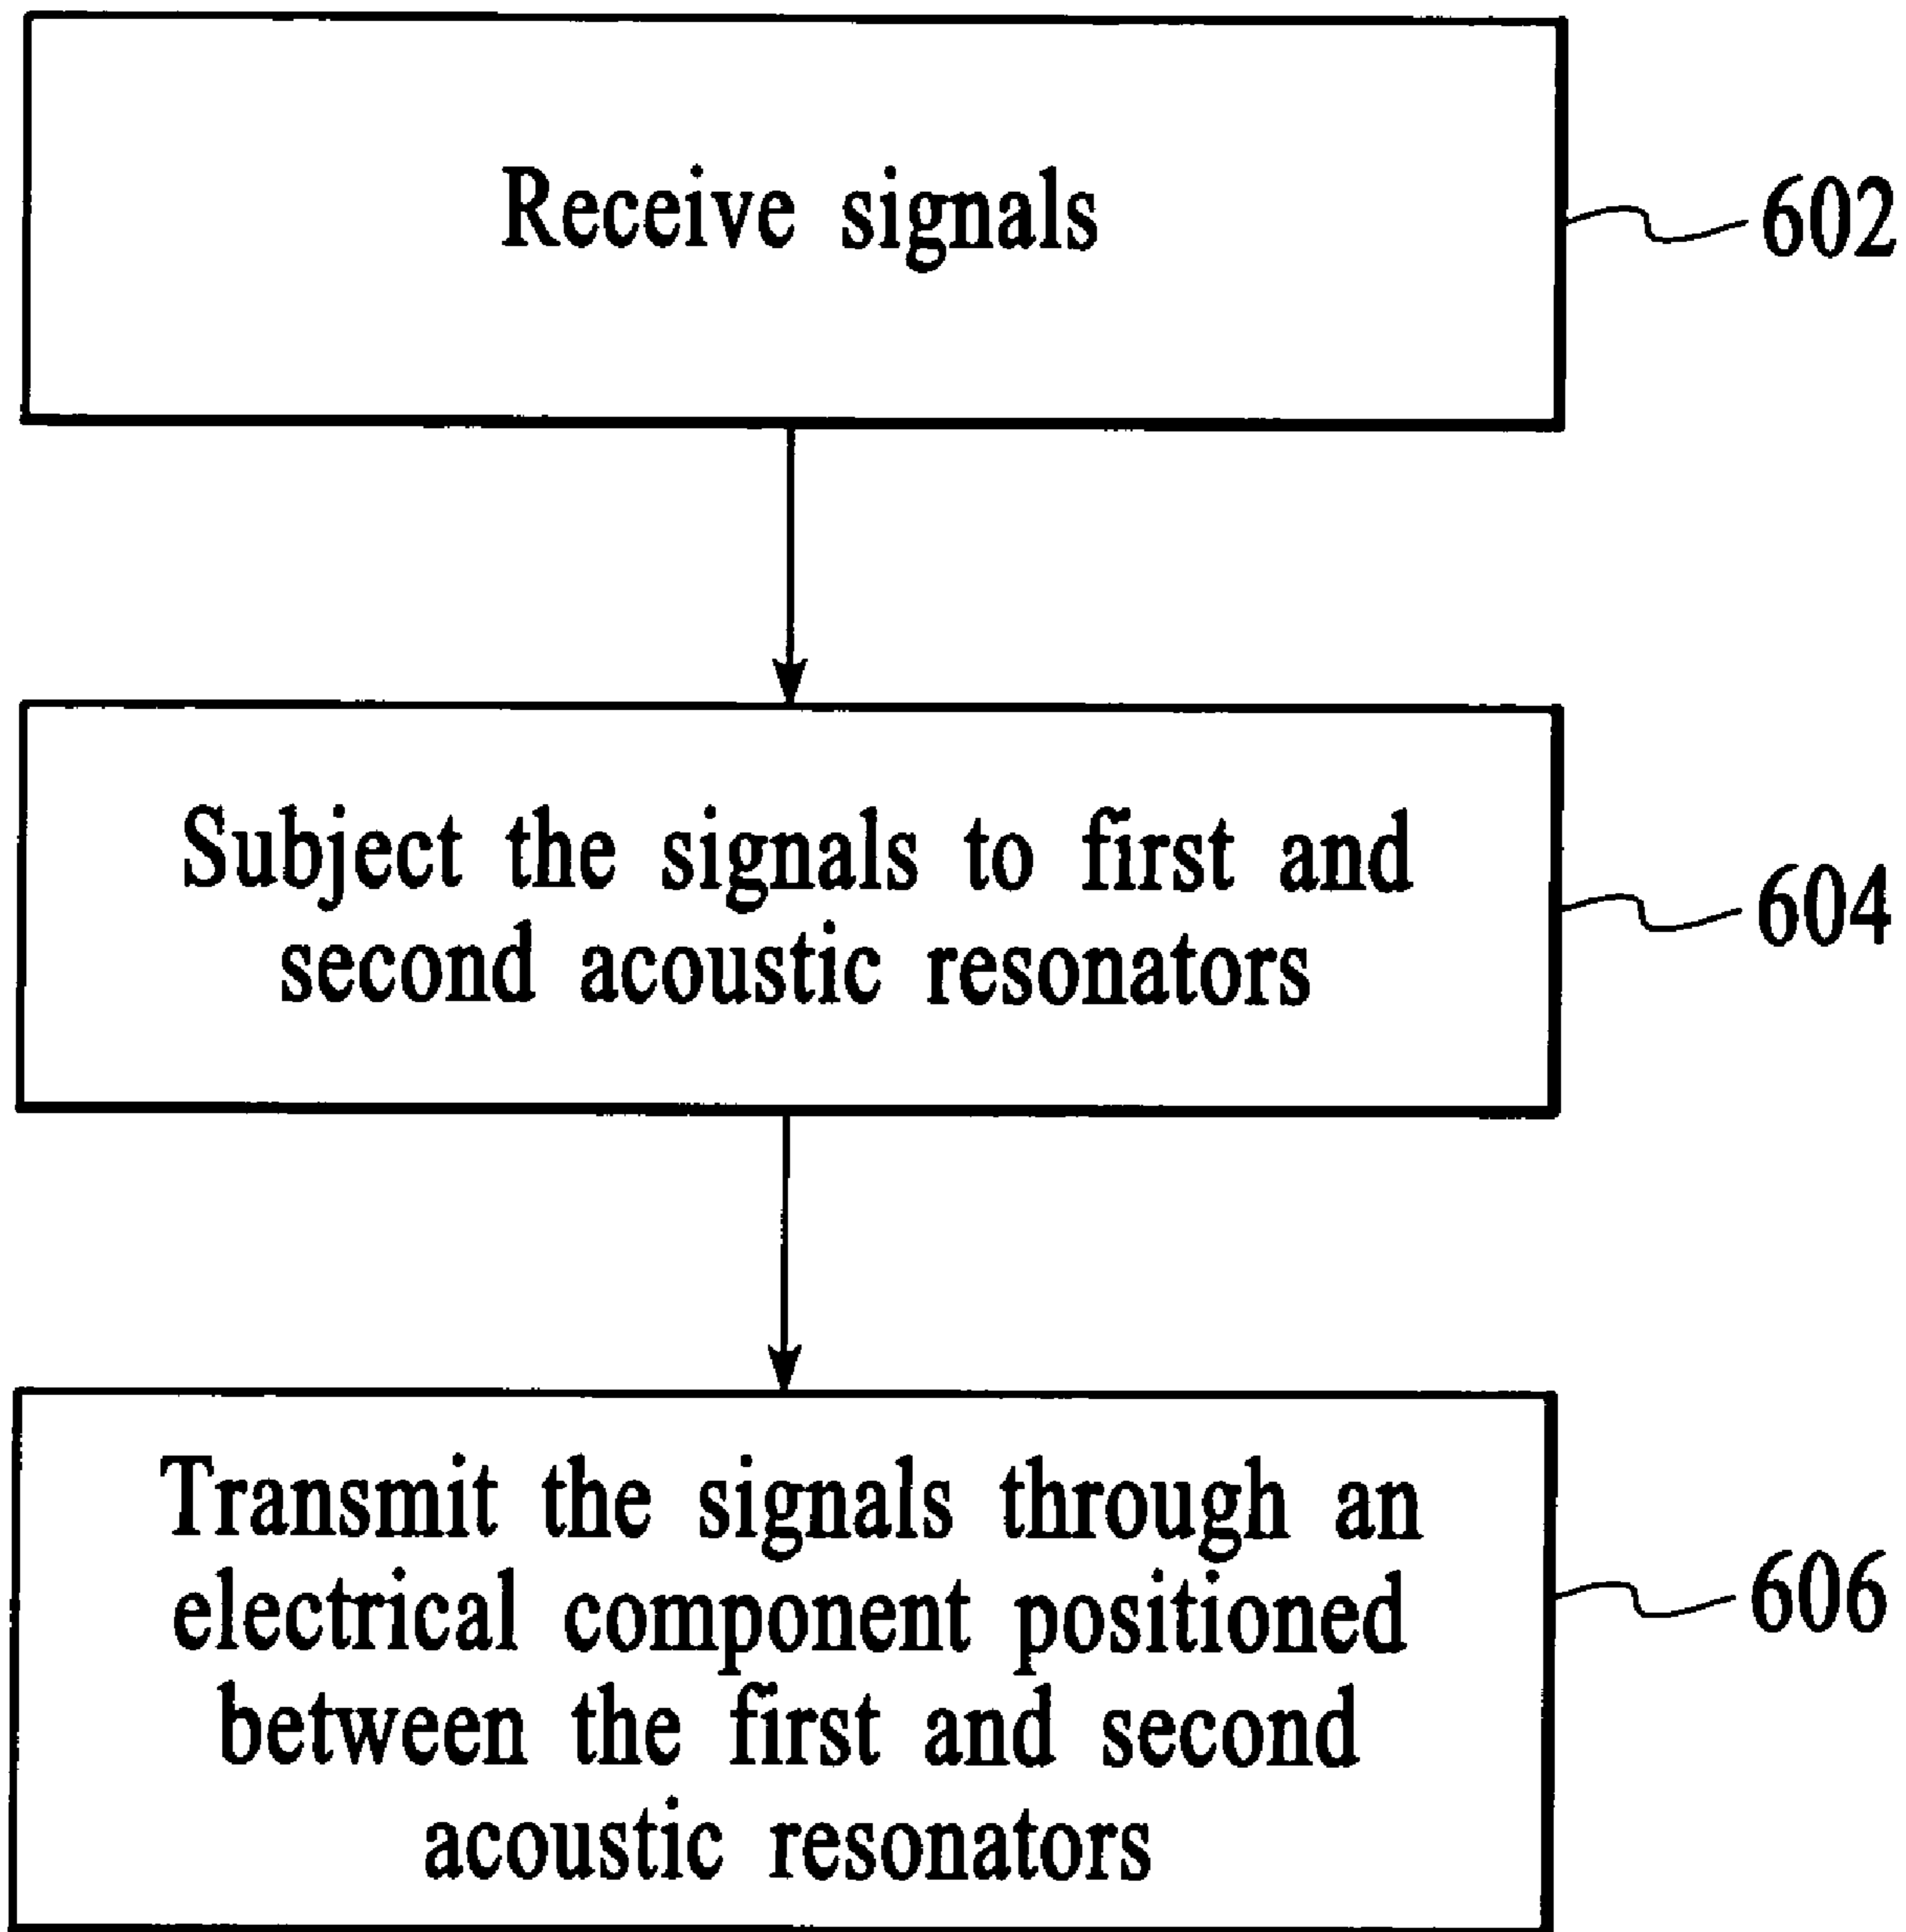 Receive signals
602
Subject the signals to first and
second acoustic resonators
604
Transmit the signals through an
electrical component positioned
between the first and second
acoustic resonators
606